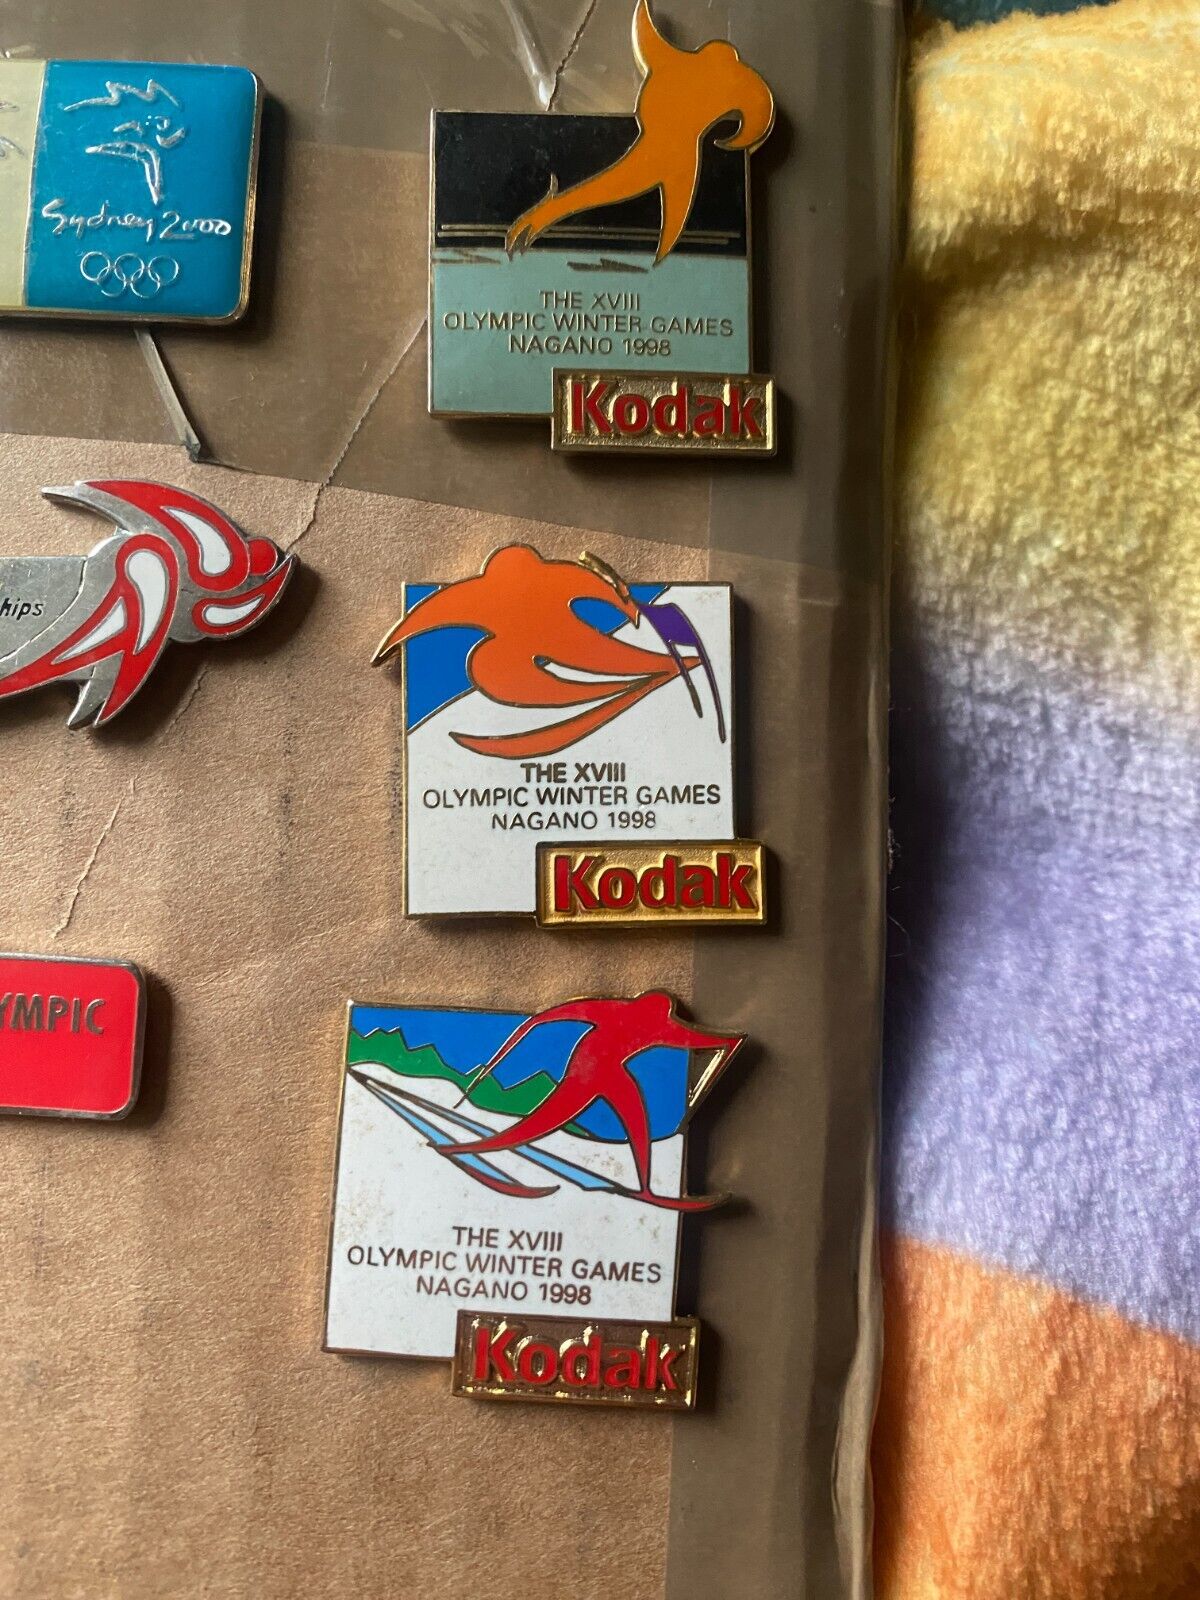 Sydney 2000
THE XVIII
OLYMPIC WINTER GAMES
NAGANO 1998
Kodak
hips
THE XVIII
OLYMPIC WINTER GAMES
NAGANO 1998
Kodak
YMPIC
THE XVIII
OLYMPIC WINTER GAMES
NAGANO 1998
Kodak